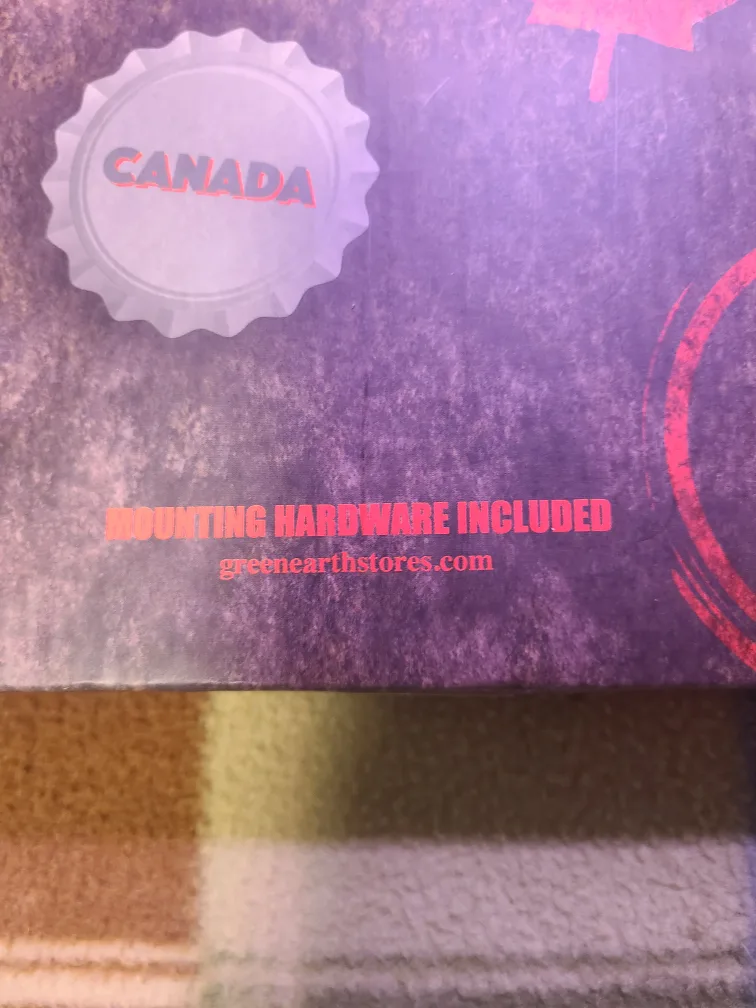 CANADA
MOUNTING HARDWARE INCLUDED
greenearthstores.com